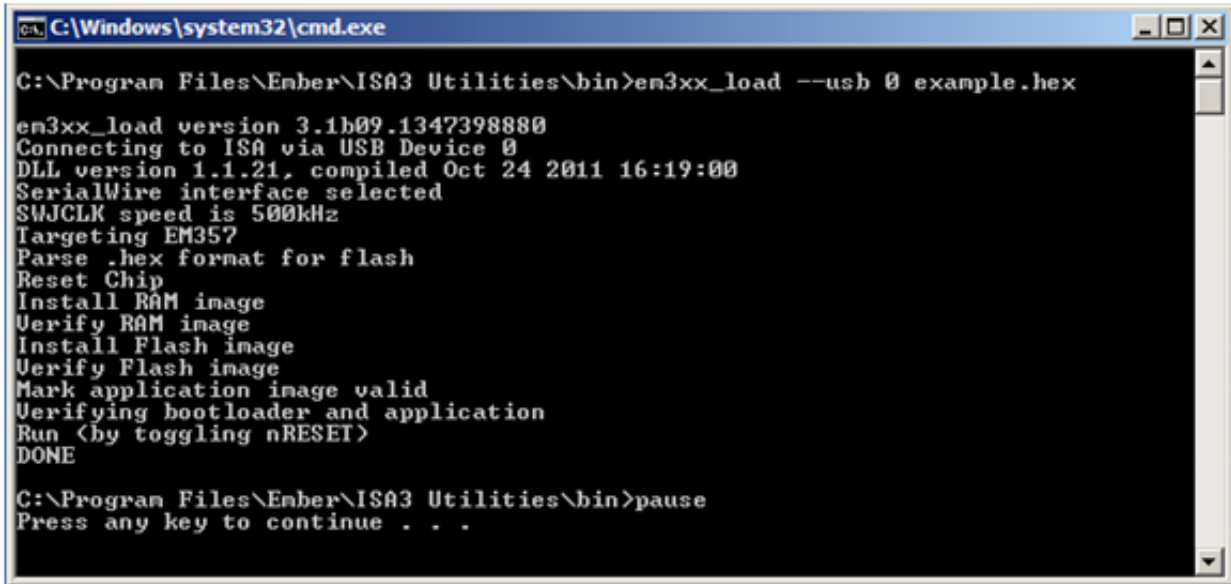 C:\Windows\system32\cmd.exe
C:\Program Files\Ember\ISA3 Utilities\bin>em3xx_load --usb 0 example.hex
em3xx_load version 3.1b09.1347398880
Connecting to ISA via USB Device 0
DLL version 1.1.21, compiled Oct 24 2011 16:19:00
SerialWire interface selected
SWJCLK speed is 500kHz
Targeting EM357
Parse .hex format for flash
Reset Chip
Install RAM image
Verify RAM image
Install Flash image
Verify Flash image
Mark application image valid
Verifying bootloader and application
Run (by toggling nRESET)
DONE
C:\Program Files\Ember\ISA3 Utilities\bin>pause
Press any key to continue . . .